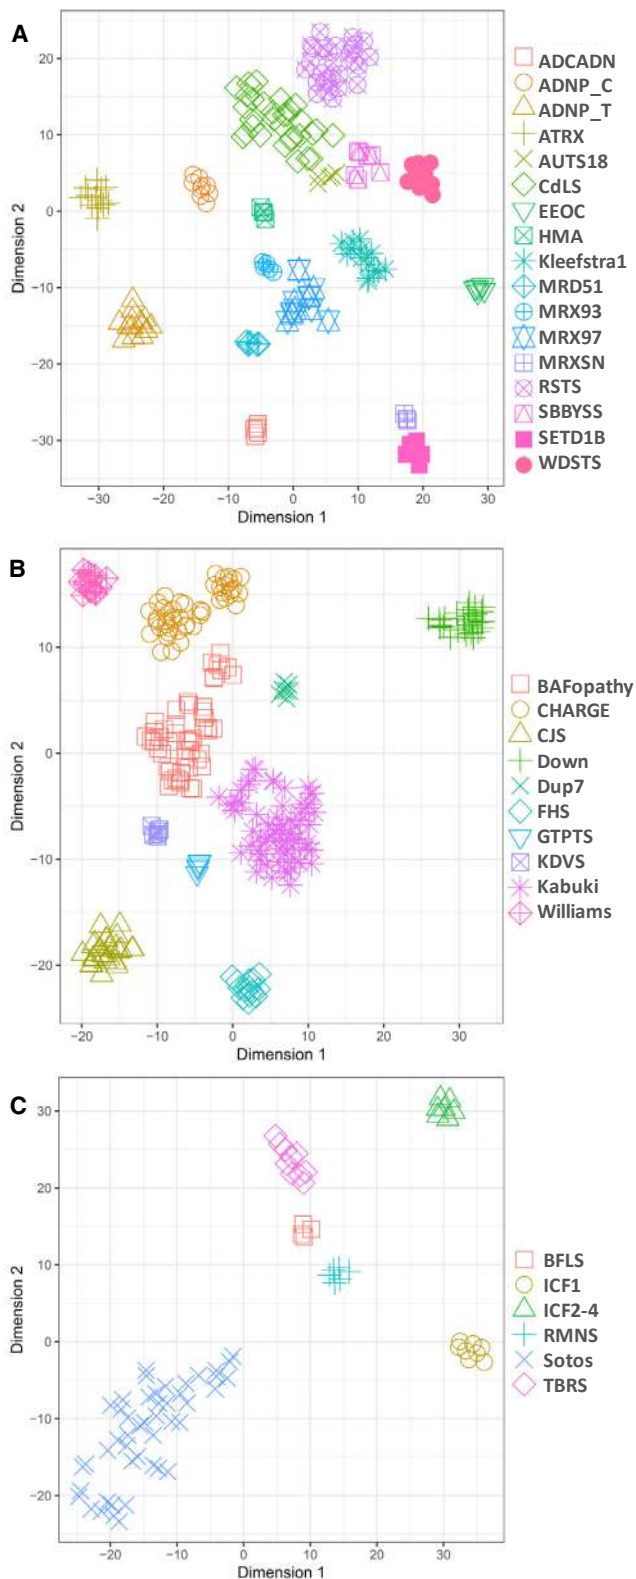 A
20
10
0
−10
−20
−30
−30 −20 −10 0 10 20 30
Dimension 2
Dimension 1
ADCADN
ADNP_C
ADNP_T
ATRX
AUTS18
CdLS
EEOC
HMA
Kleefstra1
MRD51
MRX93
MRX97
MRXSN
RSTS
SBBYSS
SETD1B
WDSTS
B
10
0
−10
−20
−20 −10 0 10 20 30
Dimension 2
Dimension 1
BAFopathy
CHARGE
CJS
Down
Dup7
FHS
GTPTS
KDVS
Kabuki
Williams
C
30
20
10
0
−10
−20
−20 −10 0 10 20 30
Dimension 2
Dimension 1
BFLS
ICF1
ICF2-4
RMNS
Sotos
TBRS